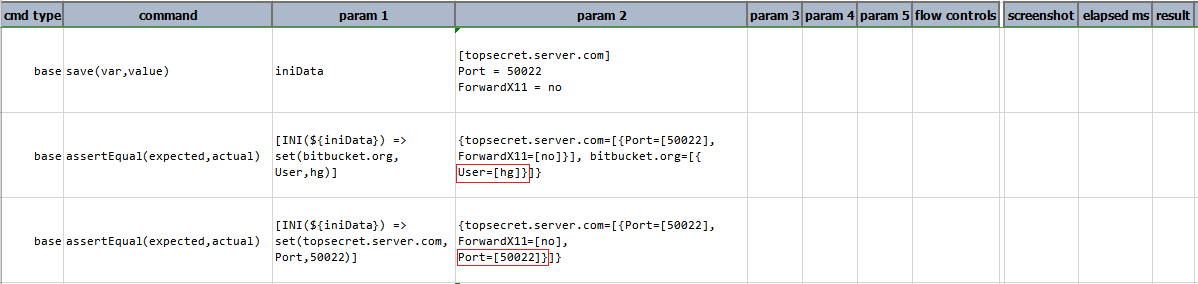 cmd type command param 1 param 2 param 3 param 4 param 5 flow controls screenshot elapsed ms result
base save(var,value) iniData
[topsecret.server.com]
Port = 50022
ForwardX11 = no
base assertEqual(expected,actual)
[INI(${iniData}) =>
set(bitbucket.org,
User,hg)]
{topsecret.server.com=[{Port=[50022],
ForwardX11=[no]}], bitbucket.org=[{
User=[hg]}]}
base assertEqual(expected,actual)
[INI(${iniData}) =>
set(topsecret.server.com,
Port,50022)]
{topsecret.server.com=[{Port=[50022],
ForwardX11=[no],
Port=[50022]}]}